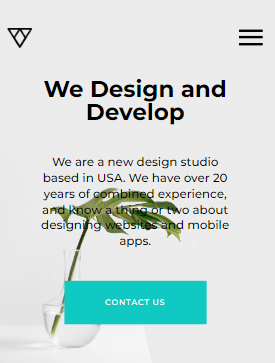 We Design and
Develop
We are a new design studio
based in USA. We have over 20
years of combined experience,
and know a thing or two about
designing websites and mobile
apps.
CONTACT US